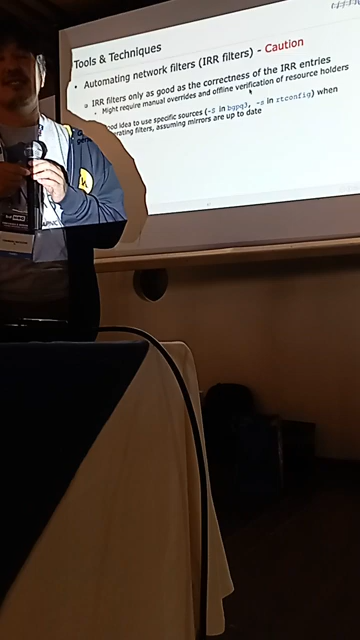 Tools & Techniques
• Automating network filters (IRR filters) - Caution
IRR filters only as good as the correctness of the IRR entries
Might require manual overrides and offline verification of resource holders
good idea to use specific sources (-S in bgpq3, -s in rtconfig) when
filters, assuming mirrors are up to date